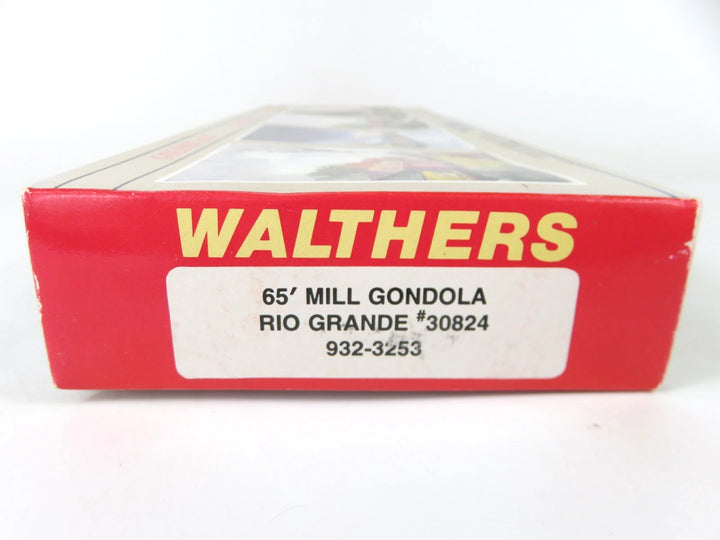 WALTHERS
65′ MILL GONDOLA
RIO GRANDE #30824
932-3253